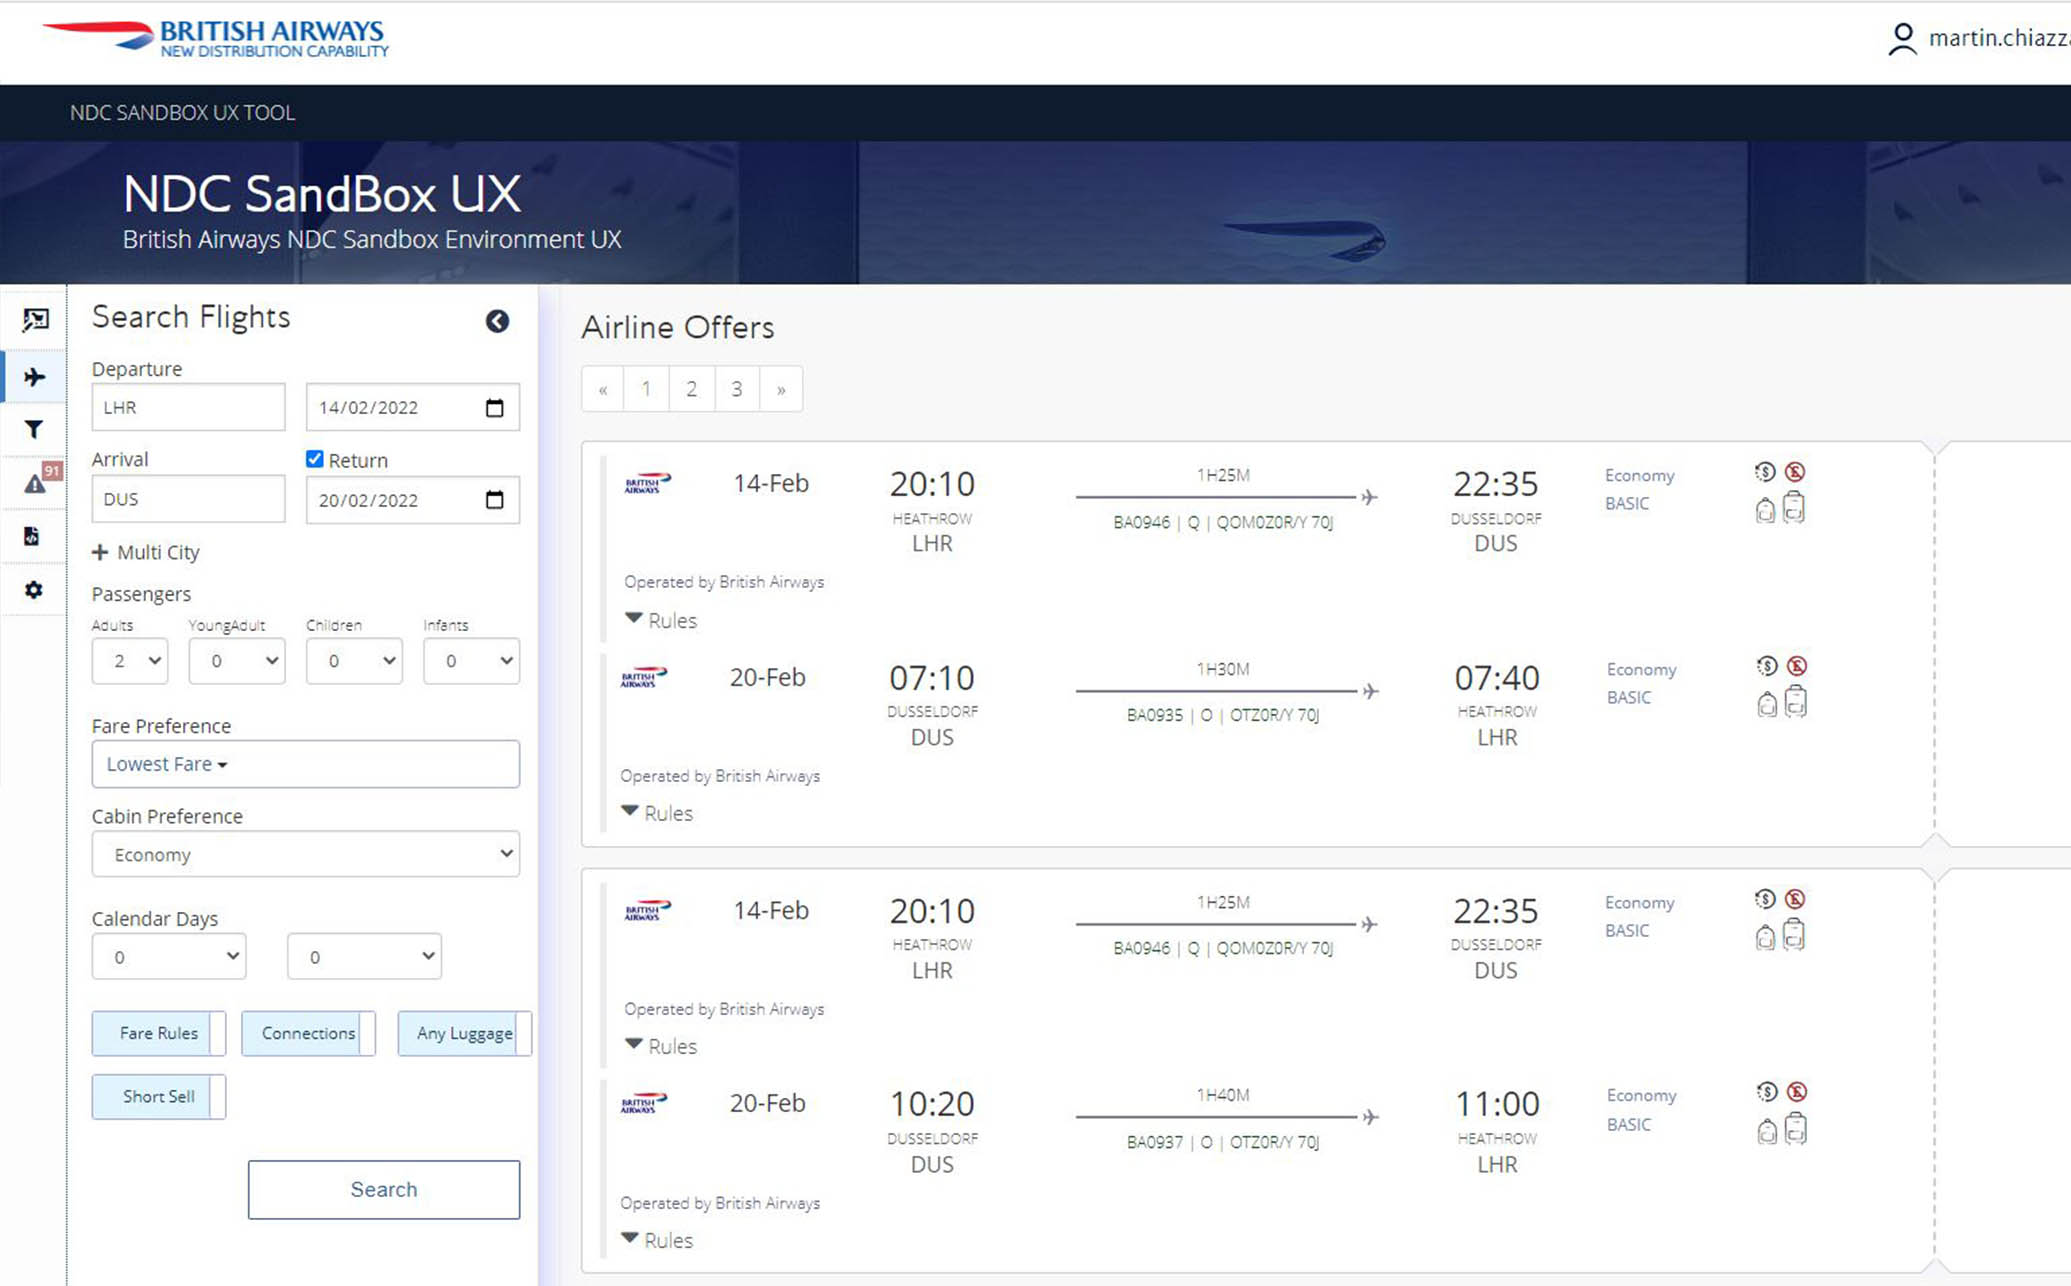 BRITISH AIRWAYS
NEW DISTRIBUTION CAPABILITY
martin.chiazza
NDC SANDBOX UX TOOL
NDC SandBox UX
British Airways NDC Sandbox Environment UX
Search Flights
Departure
LHR 14/02/2022
Arrival Return
DUS 20/02/2022
91
+ Multi City
Passengers
Adults YoungAdult Children Infants
2 0 0 0
Fare Preference
Lowest Fare
Cabin Preference
Economy
Calendar Days
0 0
Fare Rules Connections Any Luggage
Short Sell
Search
Airline Offers
« 1 2 3 »
BRITISH AIRWAYS 14-Feb 20:10 1H25M 22:35 Economy
HEATHROW BA0946 | Q | QOM0Z0R/Y 70J DUSSELDORF BASIC
LHR DUS
Operated by British Airways
Rules
BRITISH AIRWAYS 20-Feb 07:10 1H30M 07:40 Economy
DUSSELDORF BA0935 | O | OTZ0R/Y 70J HEATHROW BASIC
DUS LHR
Operated by British Airways
Rules
BRITISH AIRWAYS 14-Feb 20:10 1H25M 22:35 Economy
HEATHROW BA0946 | Q | QOM0Z0R/Y 70J DUSSELDORF BASIC
LHR DUS
Operated by British Airways
Rules
BRITISH AIRWAYS 20-Feb 10:20 1H40M 11:00 Economy
DUSSELDORF BA0937 | O | OTZ0R/Y 70J HEATHROW BASIC
DUS LHR
Operated by British Airways
Rules